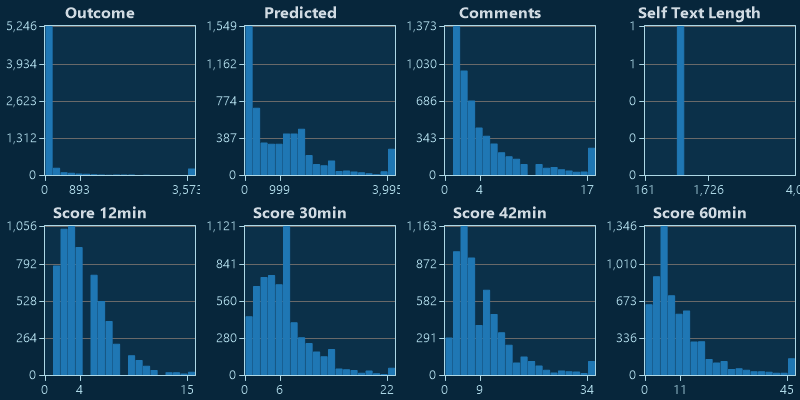 Outcome
5,246
3,934
2,623
1,312
0
0 893 3,573
Predicted
1,549
1,162
774
387
0
0 999 3,995
Comments
1,373
1,030
686
343
0
0 4 17
Self Text Length
1
1
0
0
0
161 1,726 4,0
Score 12min
1,056
792
528
264
0
0 4 15
Score 30min
1,121
841
560
280
0
0 6 22
Score 42min
1,163
872
582
291
0
0 9 34
Score 60min
1,346
1,010
673
336
0
0 11 45